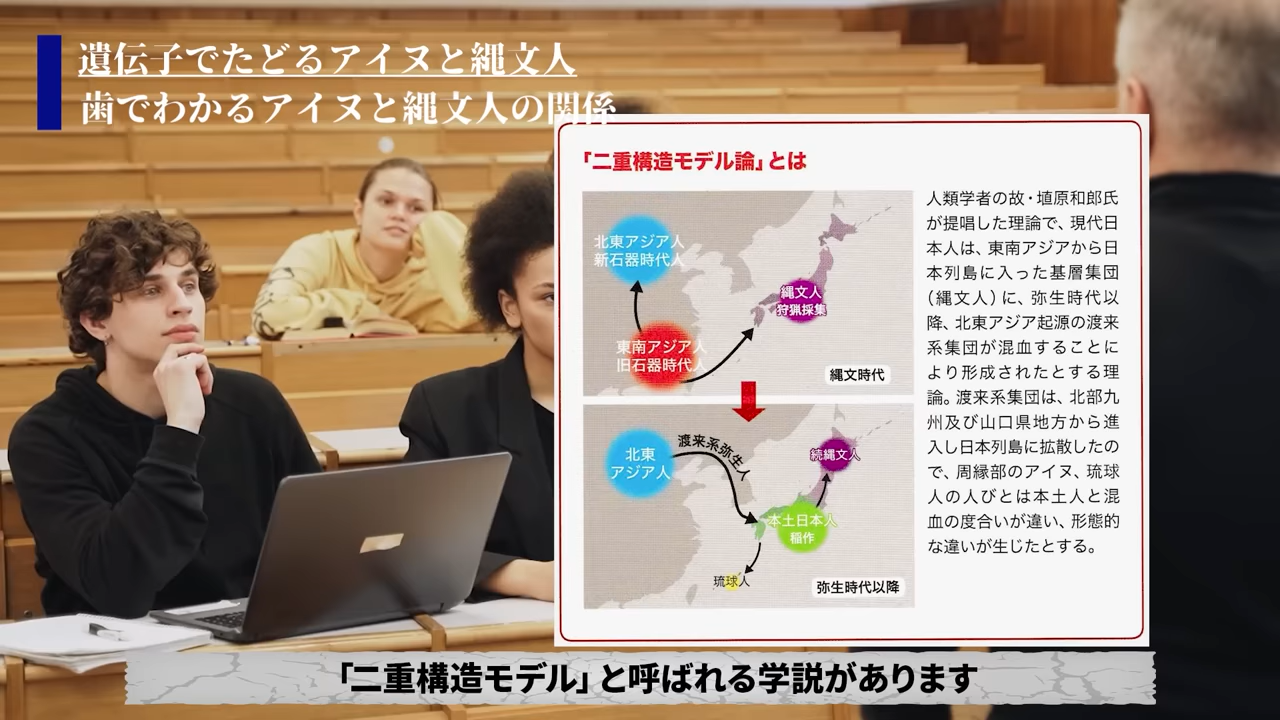 遺伝子でたどるアイヌと縄文人
歯でわかるアイヌと縄文人の関係
「二重構造モデル論」とは
北東アジア人
新石器時代人
縄文人
狩猟採集
東南アジア人
旧石器時代人
縄文時代
北東
アジア人
渡来系弥生人
続縄文人
本土日本人
稲作
琉球人
弥生時代以降
人類学者の故・埴原和郎氏
が提唱した理論で、現代日
本人は、東南アジアから日
本列島に入った基層集団
（縄文人）に、弥生時代以
降、北東アジア起源の渡来
系集団が混血することに
より形成されたとする理
論。渡来系集団は、北部九
州及び山口県地方から進
入し日本列島に拡散したの
で、周縁部のアイヌ、琉球
人の人びとは本土人と混
血の度合いが違い、形態的
な違いが生じたとする。
「二重構造モデル」と呼ばれる学説があります